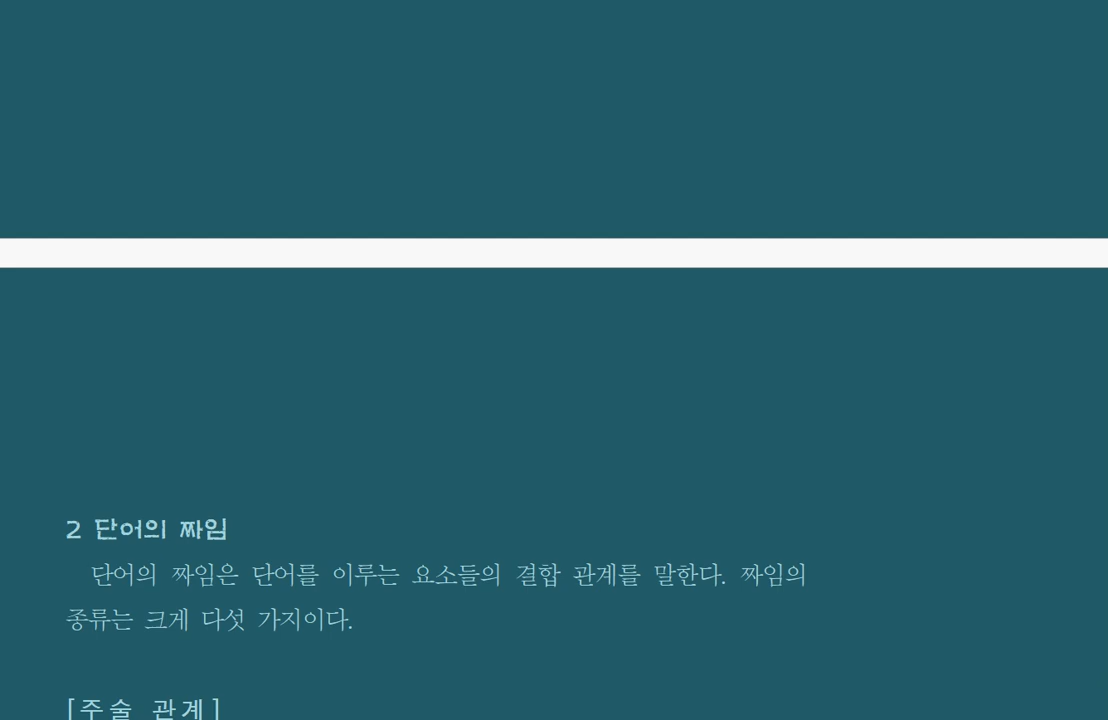 2 단어의 짜임
단어의 짜임은 단어를 이루는 요소들의 결합 관계를 말한다. 짜임의
종류는 크게 다섯 가지이다.
[주술 관계]